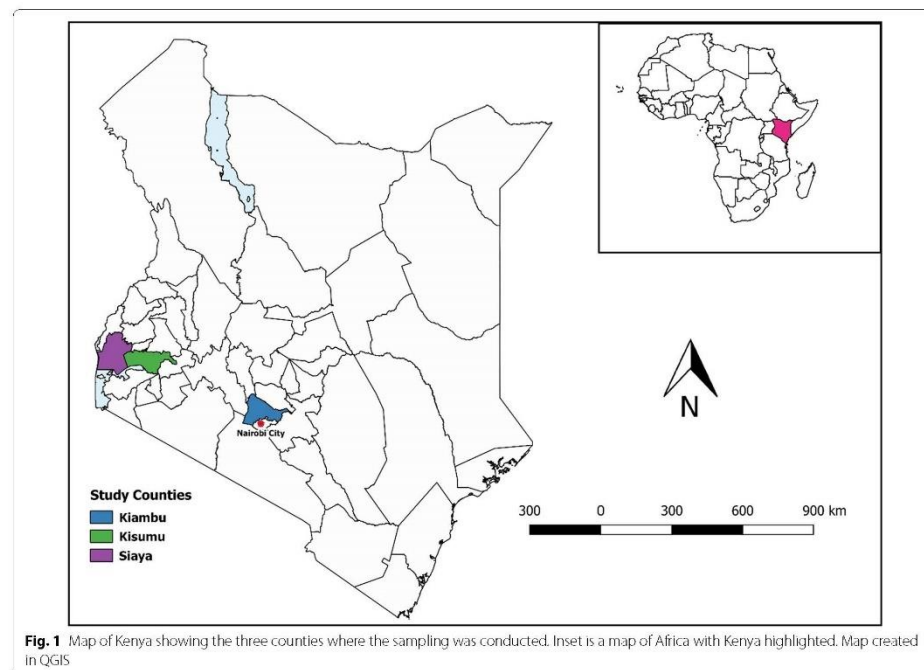 Nairobi City
N
Study Counties
Kiambu
Kisumu
Siaya
300 0 300 600 900 km
Fig. 1 Map of Kenya showing the three counties where the sampling was conducted. Inset is a map of Africa with Kenya highlighted. Map created
in QGIS